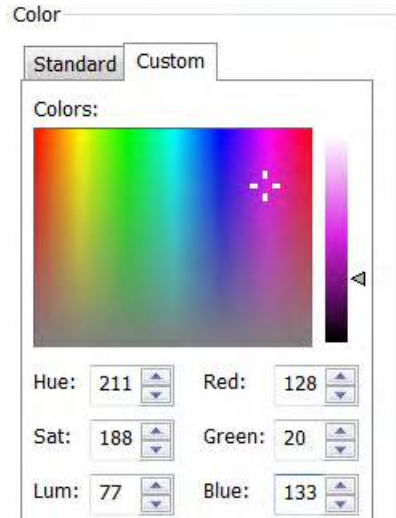 Color
Standard Custom
Colors:
Hue: 211 Red: 128
Sat: 188 Green: 20
Lum: 77 Blue: 133